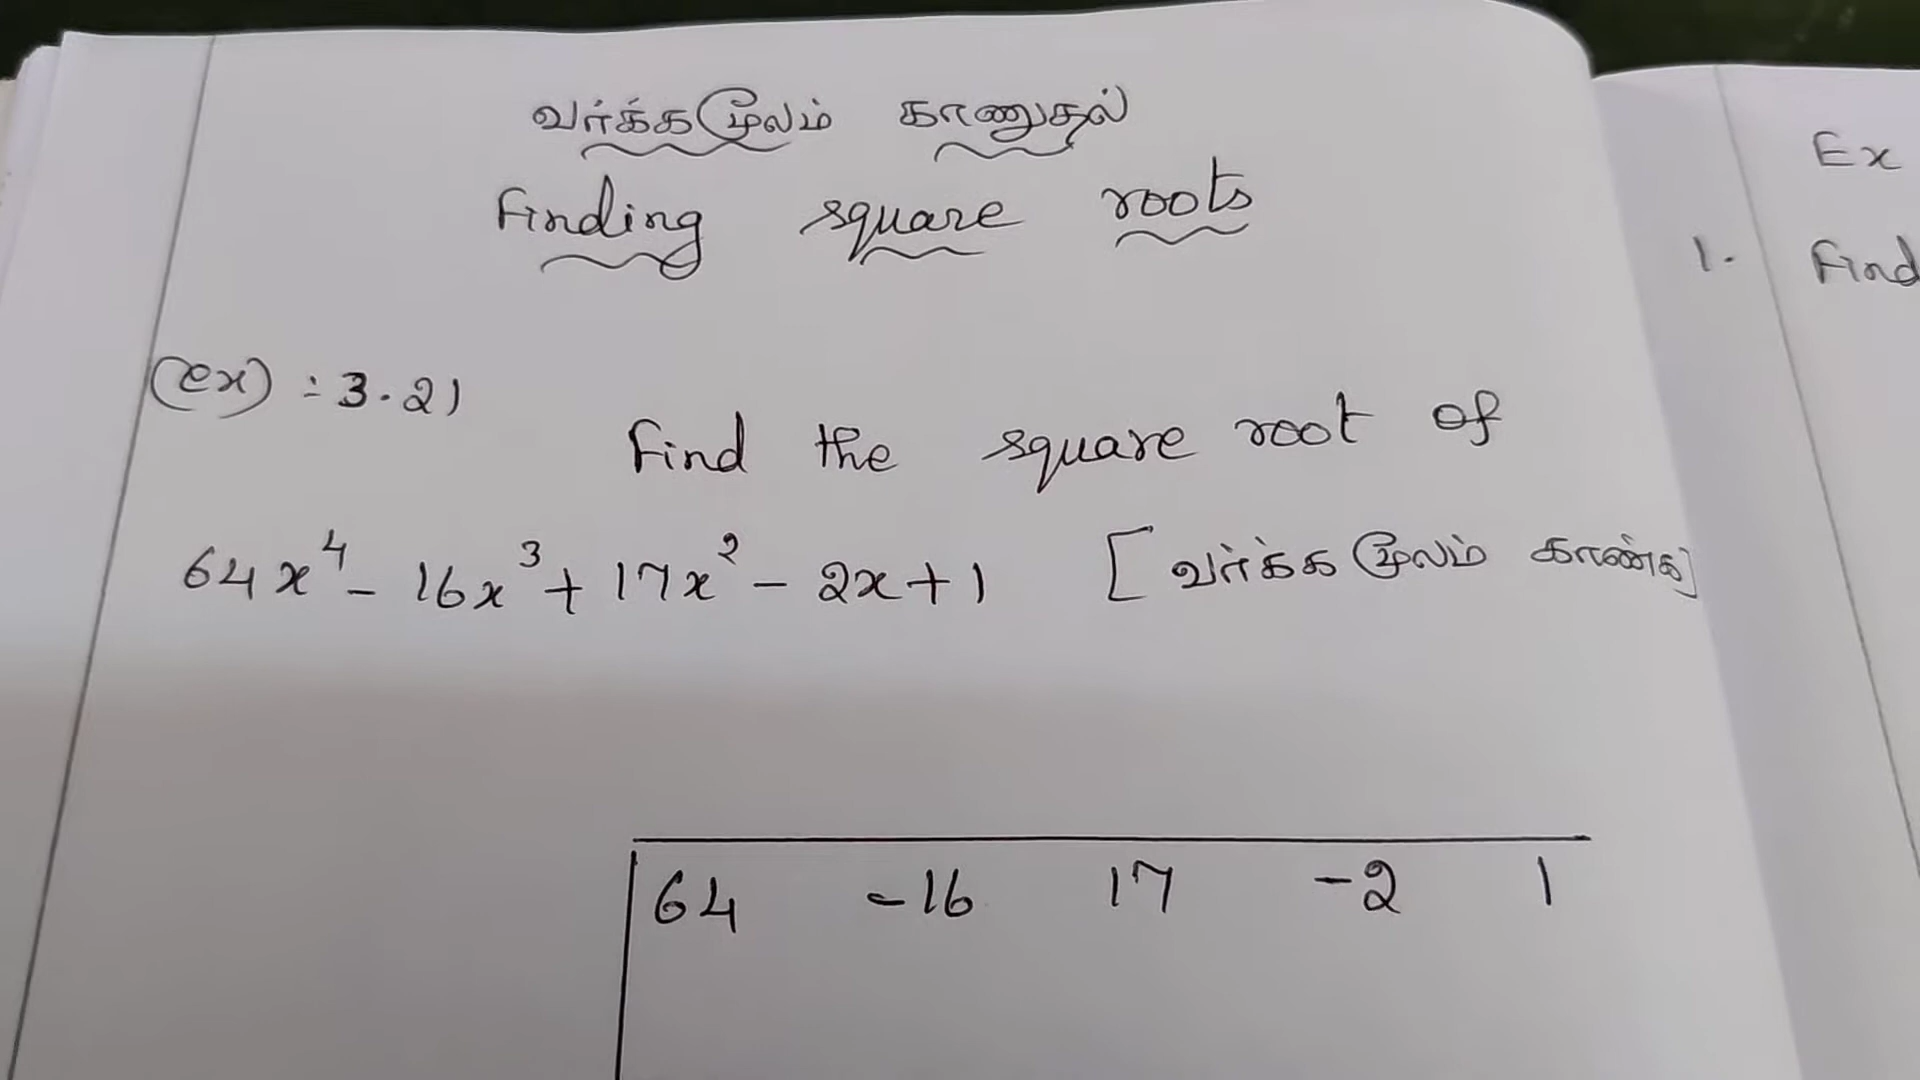 வர்க்கமூலம் காணுதல்
Finding square roots
(ex) :- 3.21
Find the square root of
64x⁴ - 16x³ + 17x² - 2x + 1 [வர்க்க மூலம் காண்க]
64 -16 17 -2 1
Ex
1. Find